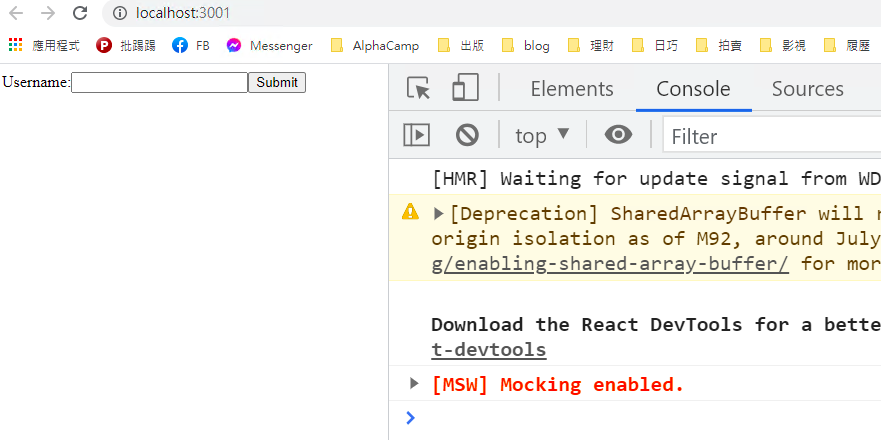 localhost:3001
應用程式 批踢踢 FB Messenger AlphaCamp 出版 blog 理財 日巧 拍賣 影視 履歷
Username: Submit
Elements Console Sources
top Filter
[HMR] Waiting for update signal from WD
[Deprecation] SharedArrayBuffer will r
origin isolation as of M92, around July
g/enabling-shared-array-buffer/ for mor
Download the React DevTools for a bette
t-devtools
[MSW] Mocking enabled.